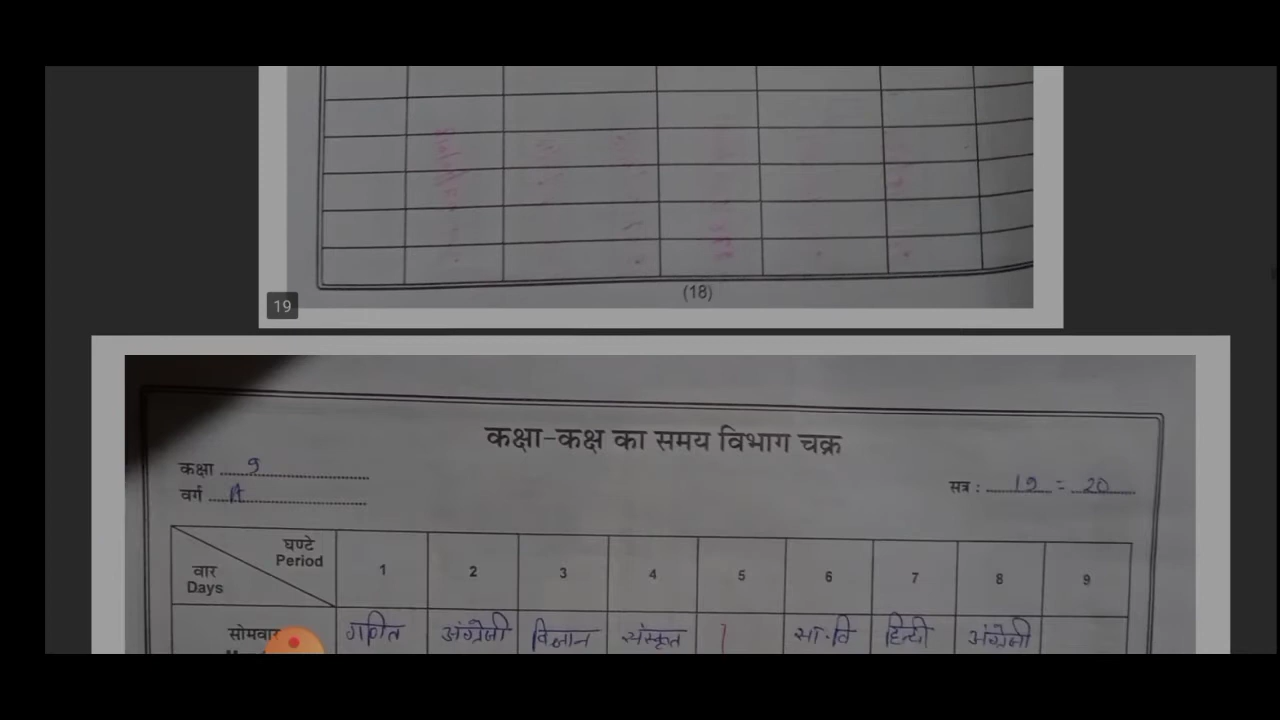 (18)
19
कक्षा-कक्ष का समय विभाग चक्र
कक्षा 9
वर्ग A
सत्र : 19 = 20
घण्टे
Period
वार
Days
1 2 3 4 5 6 7 8 9
सोमवार गणित अंग्रेजी विज्ञान संस्कृत सा.वि हिन्दी अंग्रेजी